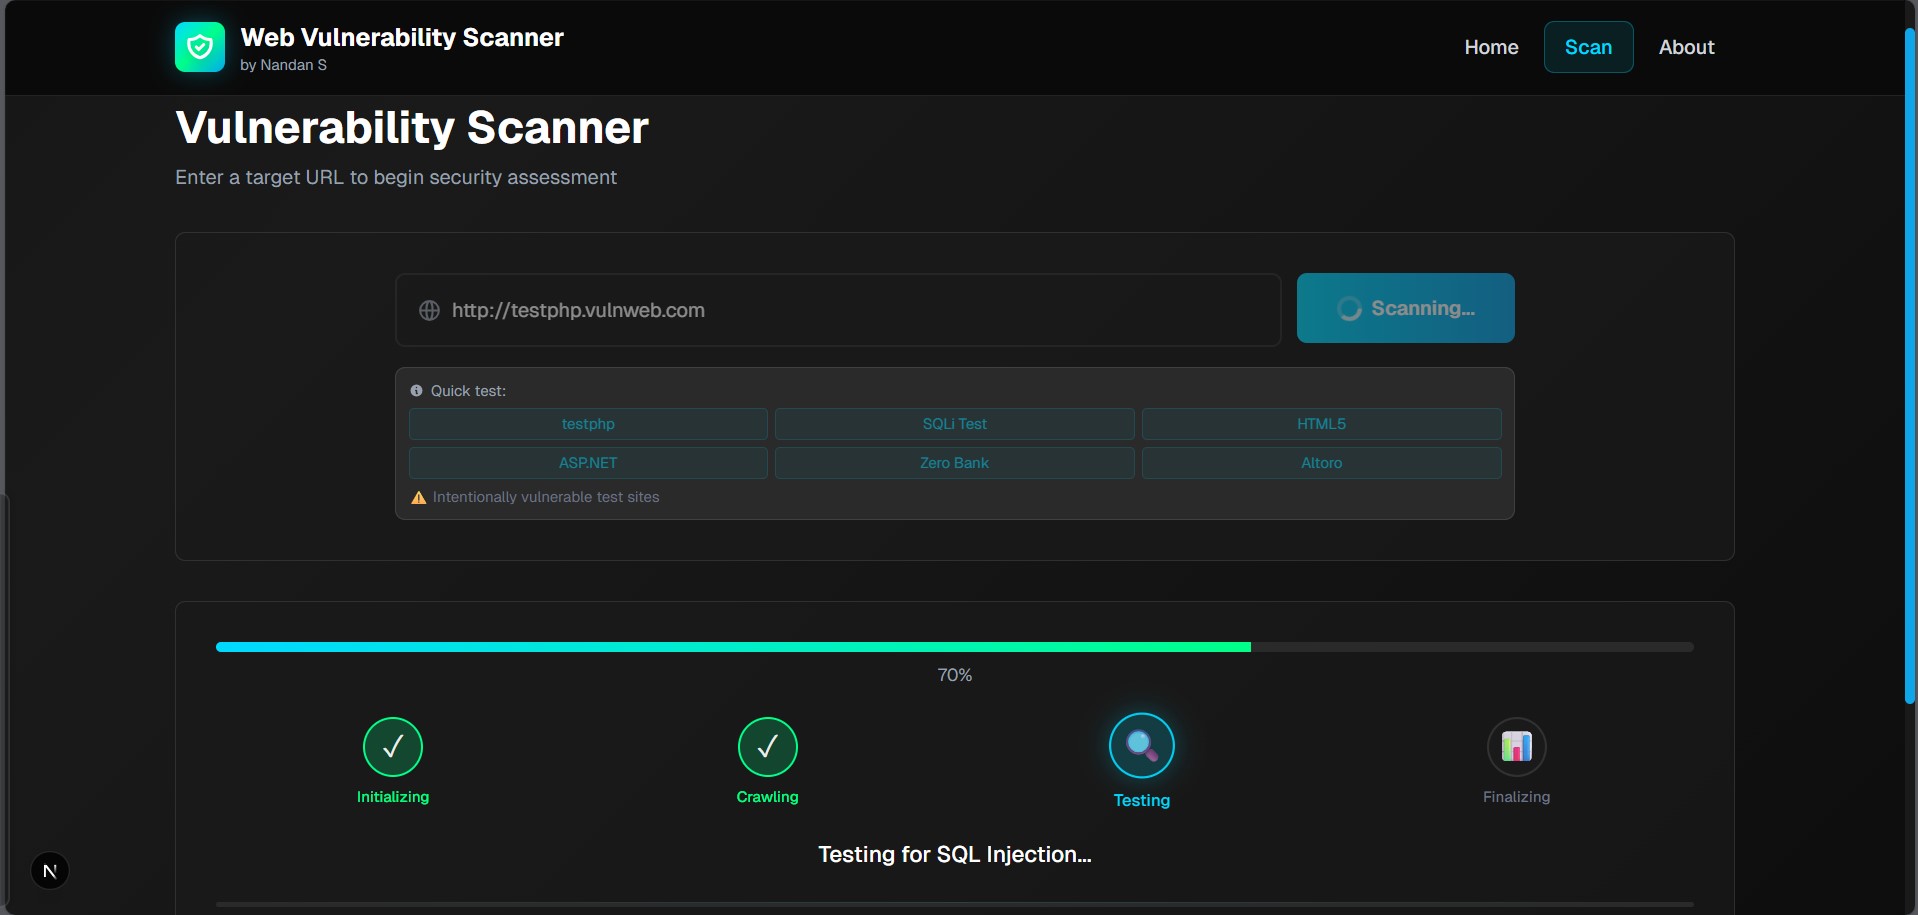 Web Vulnerability Scanner
by Nandan S
Home
Scan
About
Vulnerability Scanner
Enter a target URL to begin security assessment
http://testphp.vulnweb.com
Scanning...
Quick test:
testphp
SQLi Test
HTML5
ASP.NET
Zero Bank
Altoro
Intentionally vulnerable test sites
70%
Initializing
Crawling
Testing
Finalizing
Testing for SQL Injection...
N